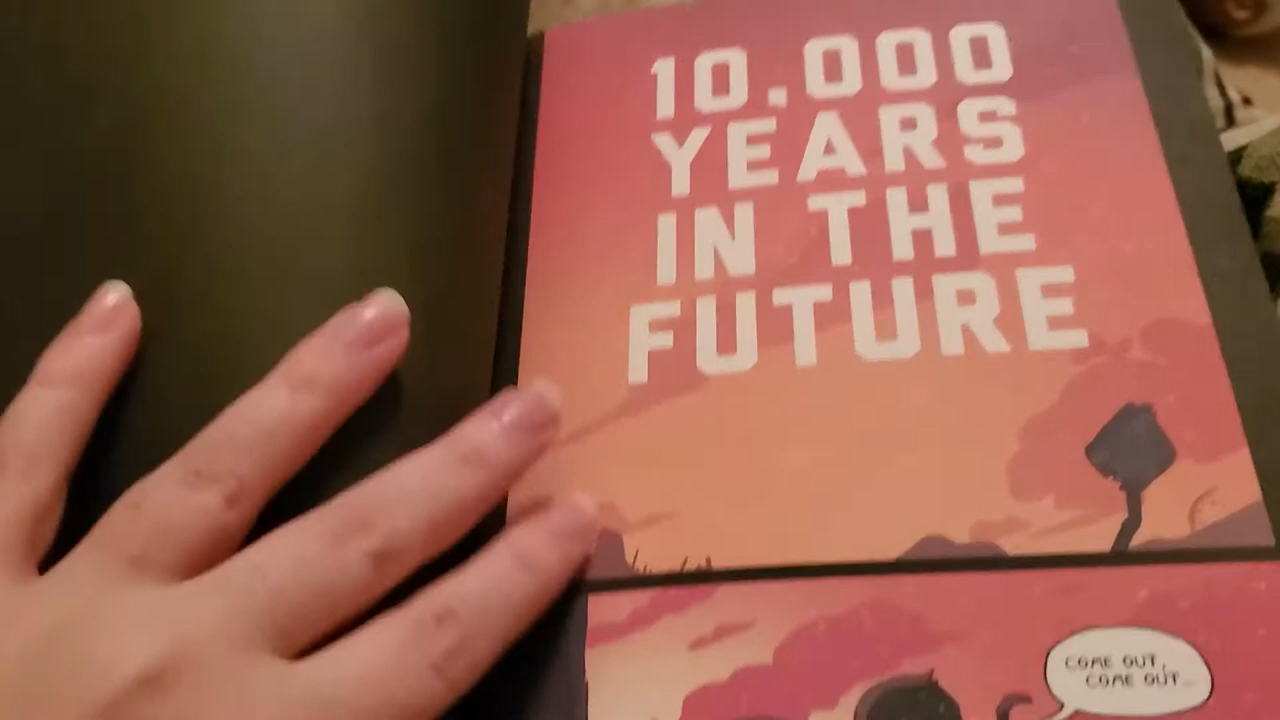 10.000
YEARS
IN THE
FUTURE
COME OUT,
COME OUT...